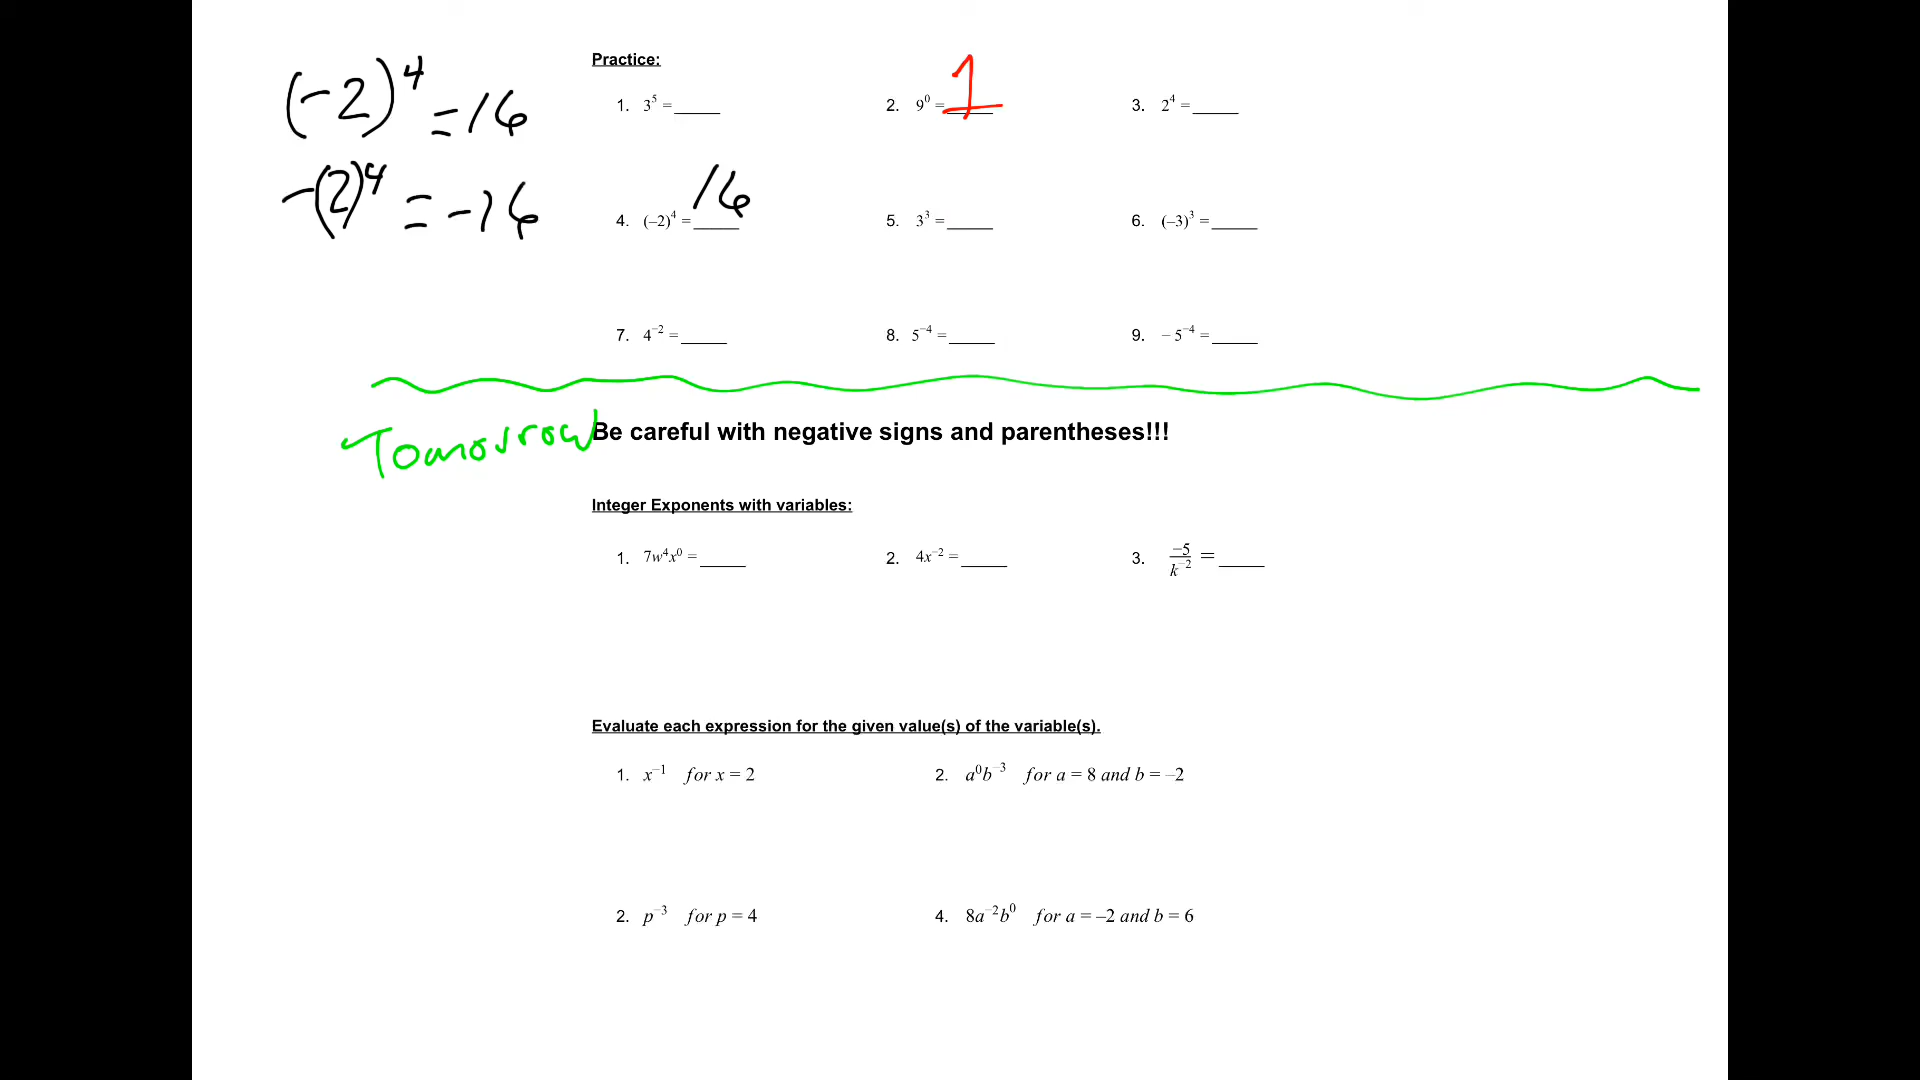 (-2)⁴ = 16
-(2)⁴ = -16
Practice:
1. 3⁵ = _____
2. 9⁰ = 1
3. 2⁴ = _____
4. (–2)⁴ = 16
5. 3³ = _____
6. (–3)³ = _____
7. 4⁻² = _____
8. 5⁻⁴ = _____
9. – 5⁻⁴ = _____
Tomorrow
Be careful with negative signs and parentheses!!!
Integer Exponents with variables:
1. 7w⁴x⁰ = _____
2. 4x⁻² = _____
3. –5/k⁻² = _____
Evaluate each expression for the given value(s) of the variable(s).
1. x⁻¹ for x = 2
2. a⁰b⁻³ for a = 8 and b = –2
2. p⁻³ for p = 4
4. 8a⁻²b⁰ for a = –2 and b = 6